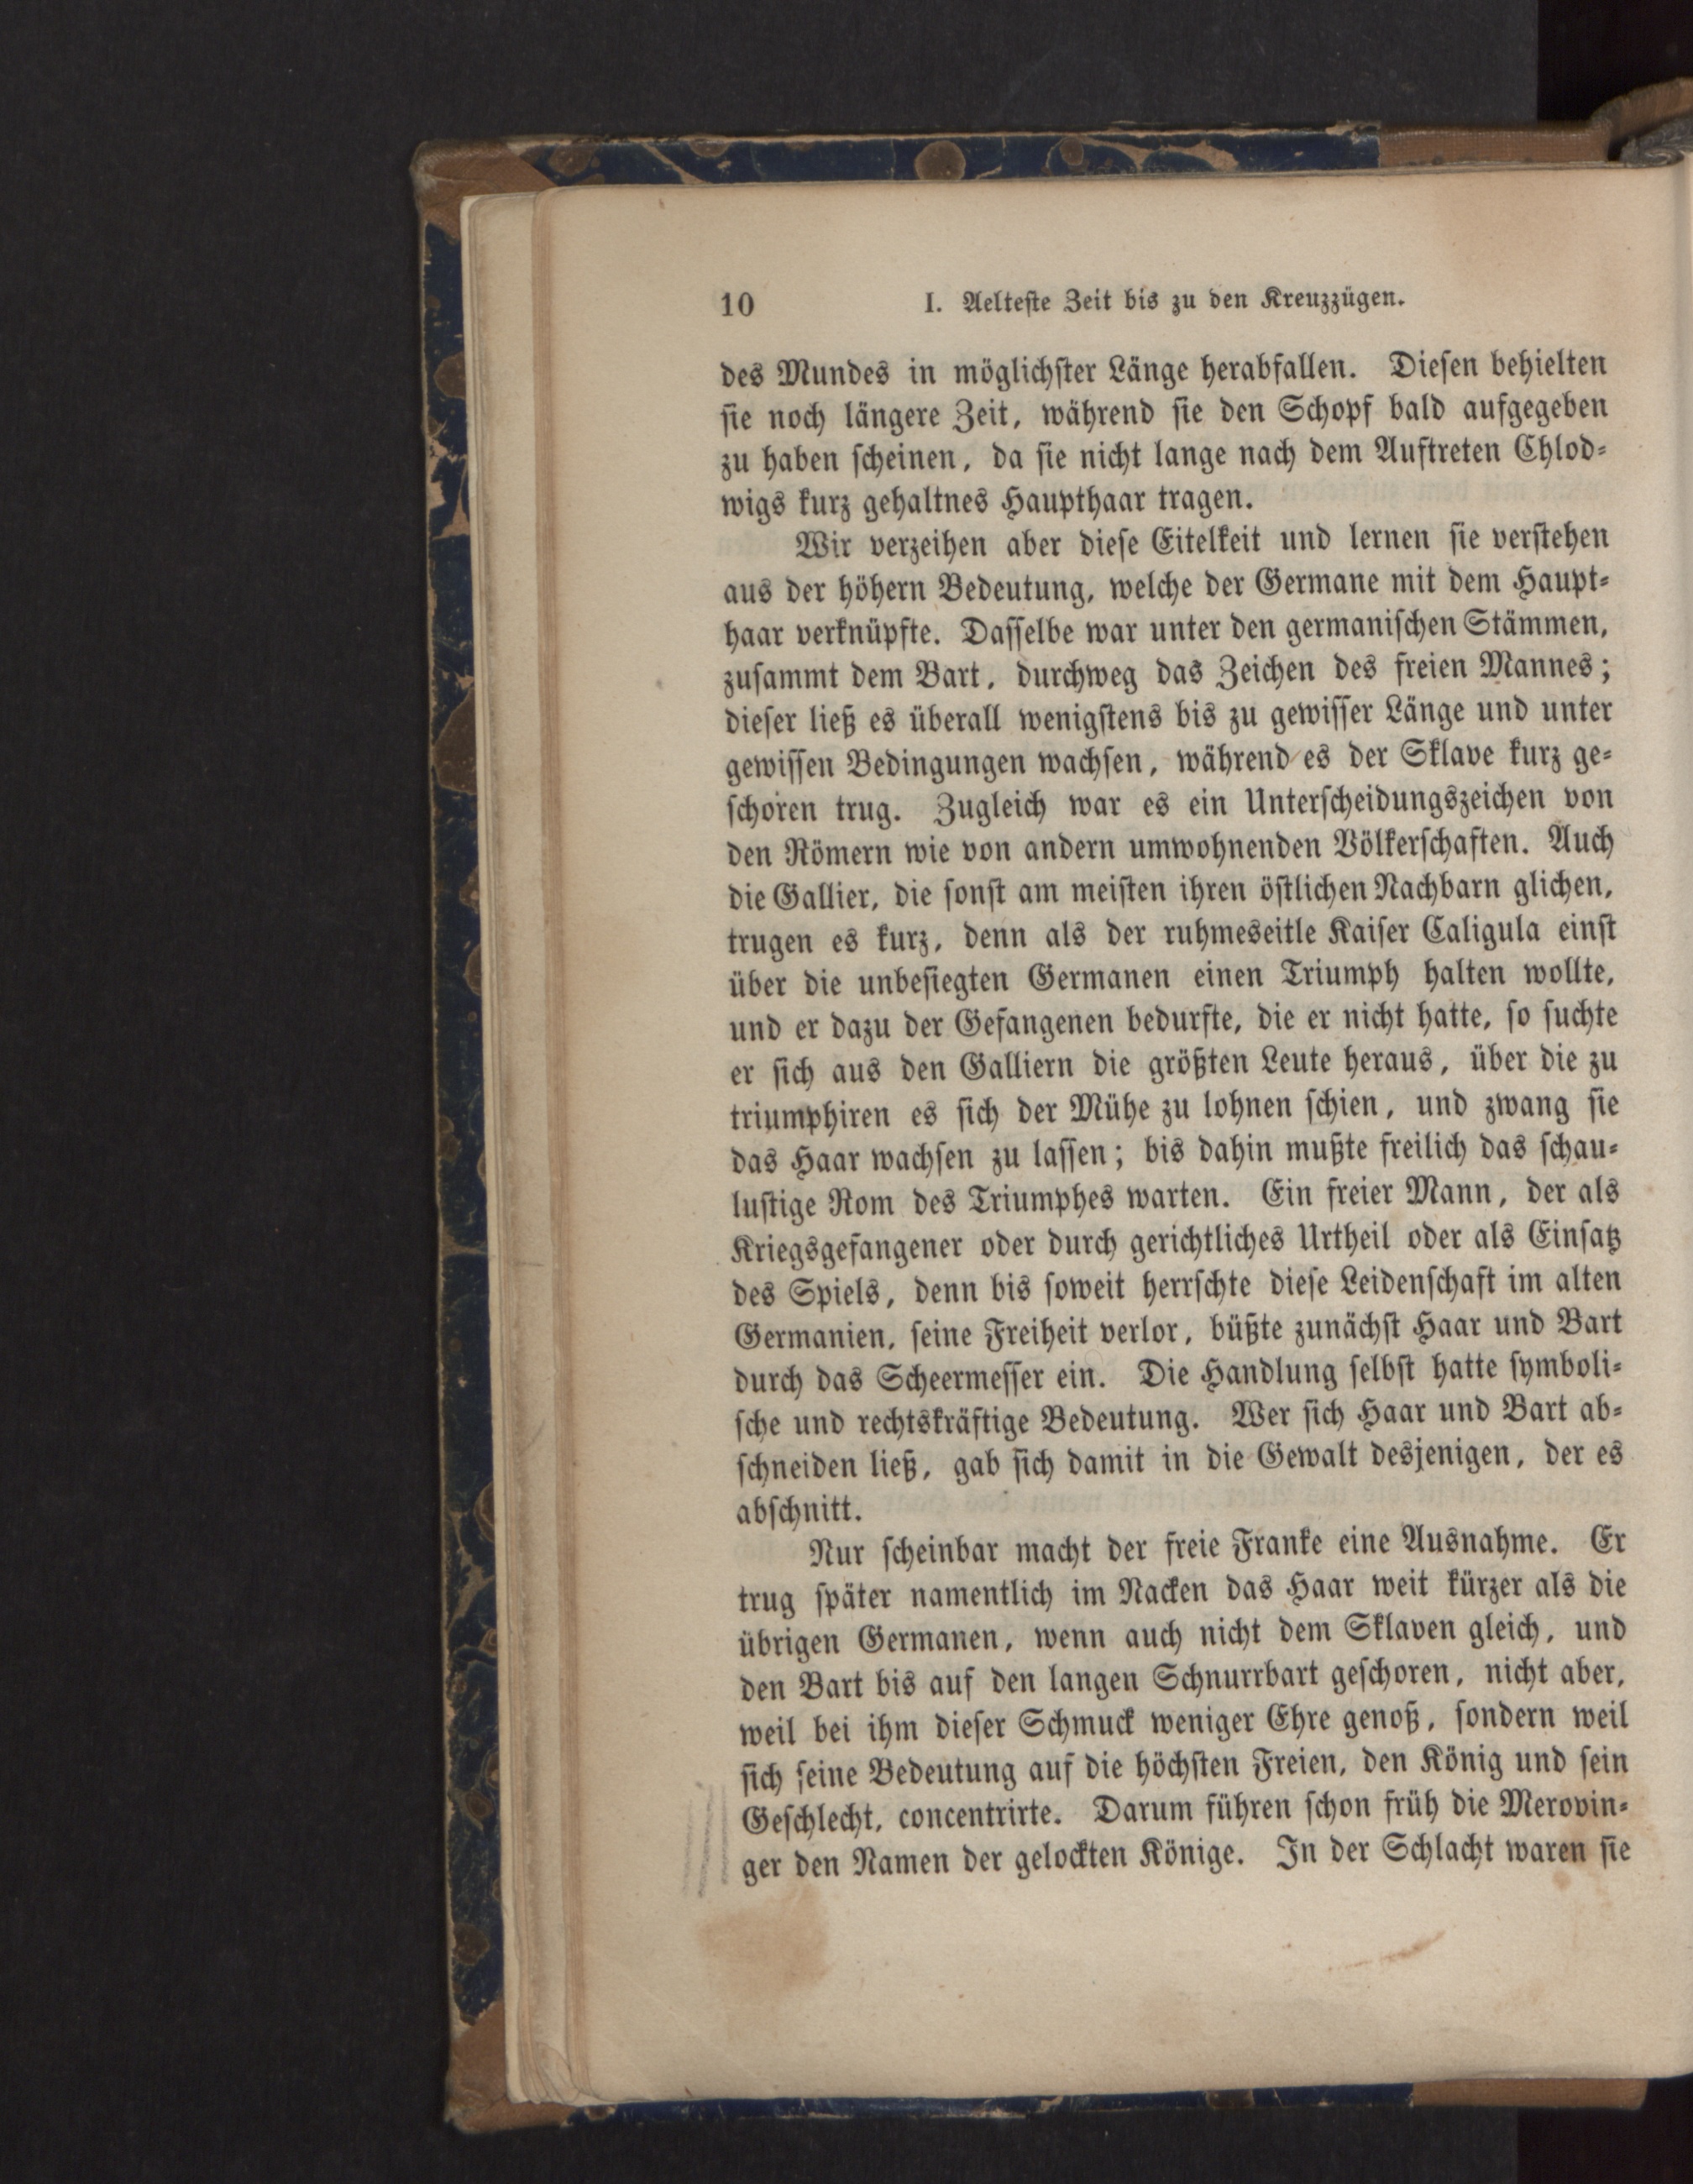 10 I. Aelteſte Zeit bis zu den Kreuzzügen.
des Mundes in möglichſter Länge herabfallen. Dieſen behielten
ſie noch längere Zeit, während ſie den Schopf bald aufgegeben
zu haben ſcheinen, da ſie nicht lange nach dem Auftreten Chlod-
wigs kurz gehaltnes Haupthaar tragen.
Wir verzeihen aber dieſe Eitelkeit und lernen ſie verſtehen
aus der höhern Bedeutung, welche der Germane mit dem Haupt-
haar verknüpfte. Daſſelbe war unter den germaniſchen Stämmen,
zuſammt dem Bart, durchweg das Zeichen des freien Mannes;
dieſer ließ es überall wenigſtens bis zu gewiſſer Länge und unter
gewiſſen Bedingungen wachſen, während es der Sklave kurz ge-
ſchoren trug. Zugleich war es ein Unterſcheidungszeichen von
den Römern wie von andern umwohnenden Völkerſchaften. Auch
die Gallier, die ſonſt am meiſten ihren öſtlichen Nachbarn glichen,
trugen es kurz, denn als der ruhmeseitle Kaiſer Caligula einſt
über die unbeſiegten Germanen einen Triumph halten wollte,
und er dazu der Gefangenen bedurfte, die er nicht hatte, ſo ſuchte
er ſich aus den Galliern die größten Leute heraus, über die zu
triumphiren es ſich der Mühe zu lohnen ſchien, und zwang ſie
das Haar wachſen zu laſſen; bis dahin mußte freilich das ſchau-
luſtige Rom des Triumphes warten. Ein freier Mann, der als
Kriegsgefangener oder durch gerichtliches Urtheil oder als Einſatz
des Spiels, denn bis ſoweit herrſchte dieſe Leidenſchaft im alten
Germanien, ſeine Freiheit verlor, büßte zunächſt Haar und Bart
durch das Scheermeſſer ein. Die Handlung ſelbſt hatte ſymboli-
ſche und rechtskräftige Bedeutung. Wer ſich Haar und Bart ab-
ſchneiden ließ, gab ſich damit in die Gewalt desjenigen, der es
abſchnitt.
Nur ſcheinbar macht der freie Franke eine Ausnahme. Er
trug ſpäter namentlich im Nacken das Haar weit kürzer als die
übrigen Germanen, wenn auch nicht dem Sklaven gleich, und
den Bart bis auf den langen Schnurrbart geſchoren, nicht aber,
weil bei ihm dieſer Schmuck weniger Ehre genoß, ſondern weil
ſich ſeine Bedeutung auf die höchſten Freien, den König und ſein
Geſchlecht, concentrirte. Darum führen ſchon früh die Merovin-
ger den Namen der gelockten Könige. In der Schlacht waren ſie